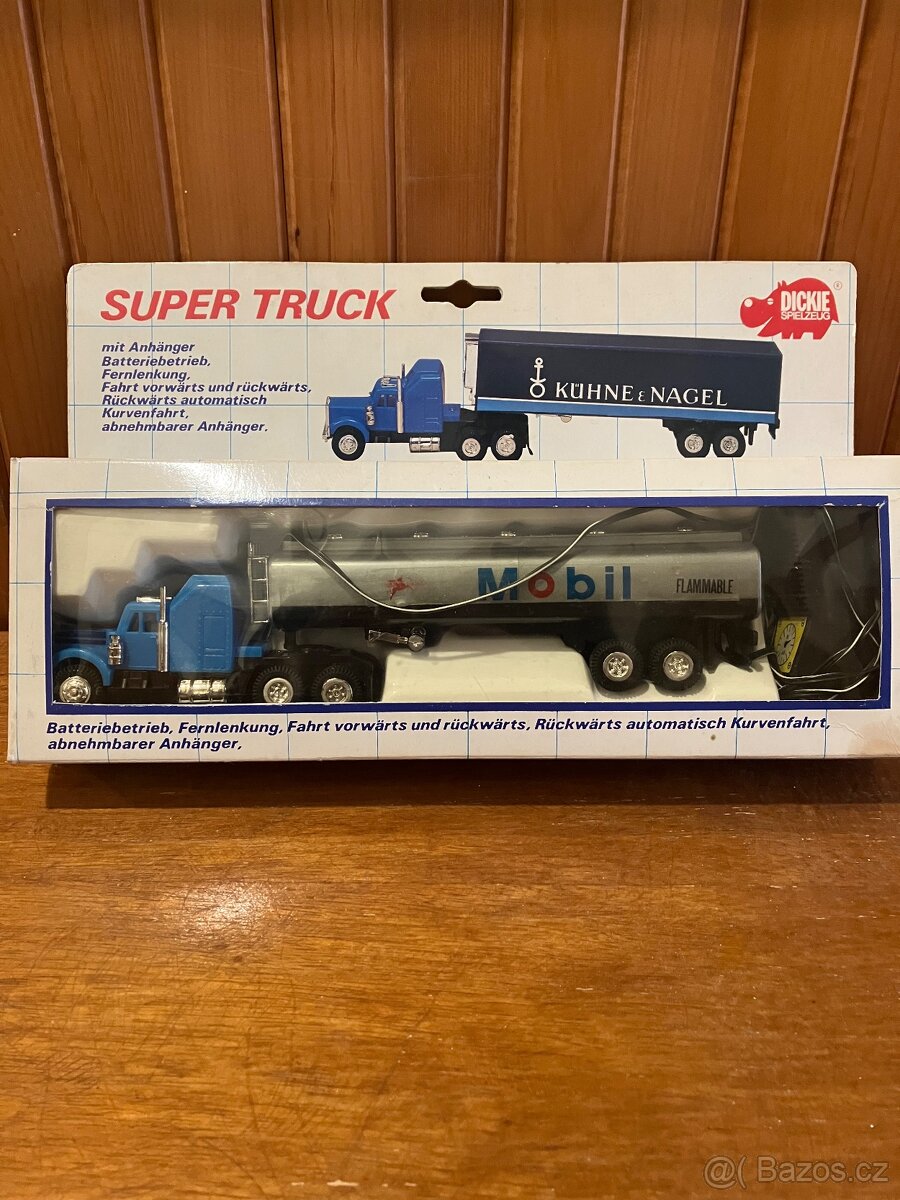 SUPER TRUCK
mit Anhänger
Batteriebetrieb,
Fernlenkung,
Fahrt vorwärts und rückwärts,
Rückwärts automatisch
Kurvenfahrt,
abnehmbarer Anhänger.
DICKIE
SPIELZEUG
®
KÜHNE & NAGEL
Mobil
FLAMMABLE
Batteriebetrieb, Fernlenkung, Fahrt vorwärts und rückwärts, Rückwärts automatisch Kurvenfahrt,
abnehmbarer Anhänger.
@( Bazos.cz